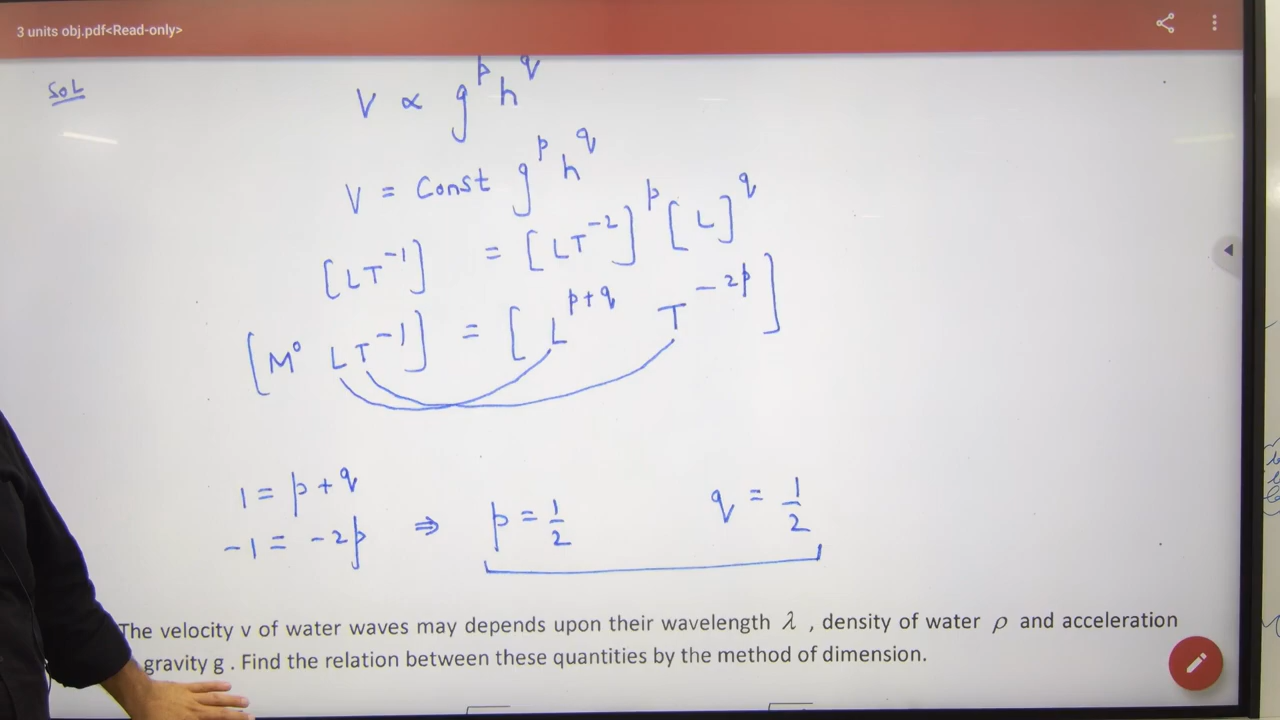 3 units obj.pdf<Read-only>
SOL
V ∝ g^p h^q
V = Const g^p h^q
[LT^-1] = [LT^-2]^p [L]^q
[M° LT^-1] = [L^p+q T^-2p]
1 = p + q
-1 = -2p ⇒ p = 1/2 q = 1/2
The velocity v of water waves may depends upon their wavelength λ , density of water ρ and acceleration
gravity g . Find the relation between these quantities by the method of dimension.